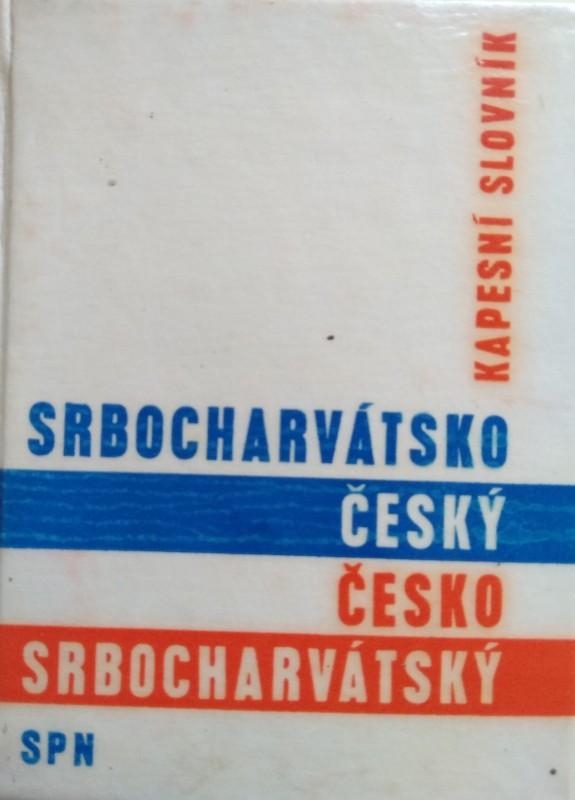 KAPESNÍ SLOVNÍK
SRBOCHARVÁTSKO
ČESKÝ
ČESKO
SRBOCHARVÁTSKÝ
SPN